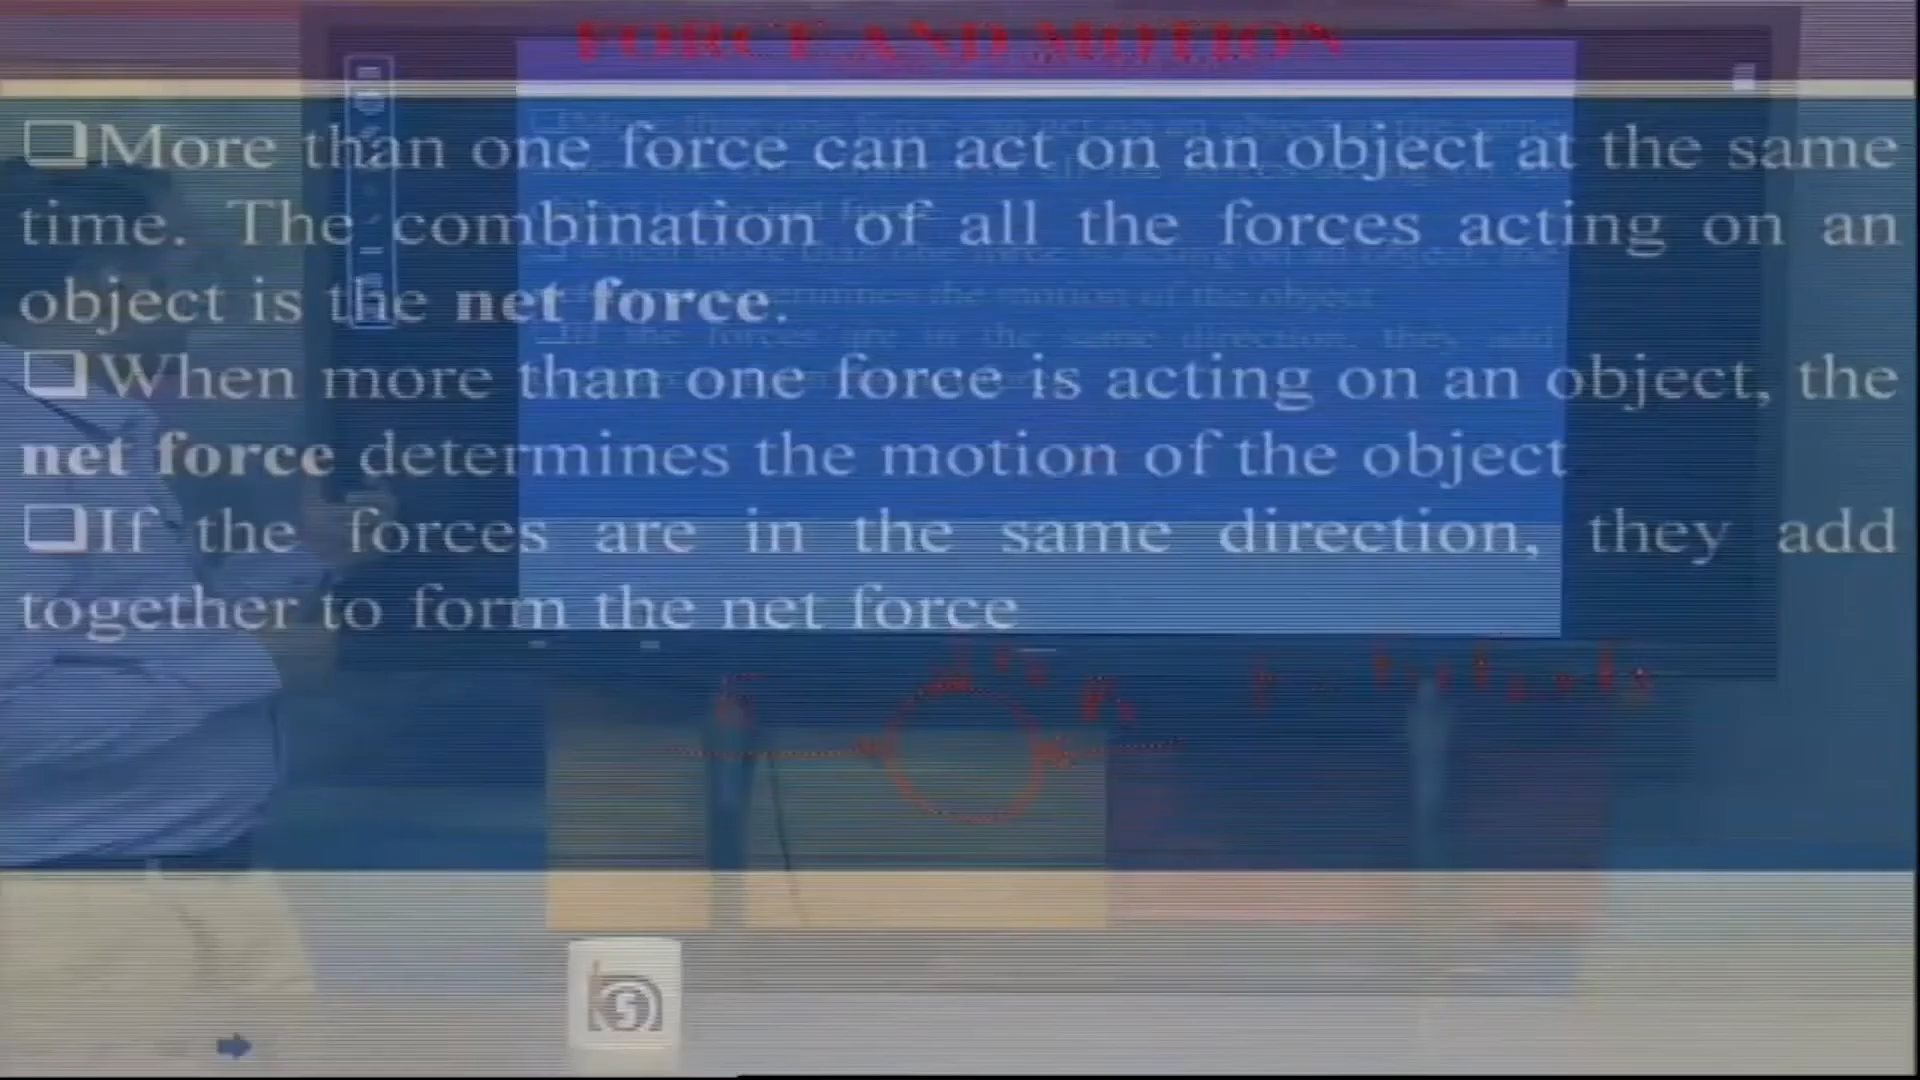 FORCE AND MOTION
❑More than one force can act on an object at the same
time. The combination of all the forces acting on an
object is the net force.
❑When more than one force is acting on an object, the
net force determines the motion of the object
❑If the forces are in the same direction, they add
together to form the net force